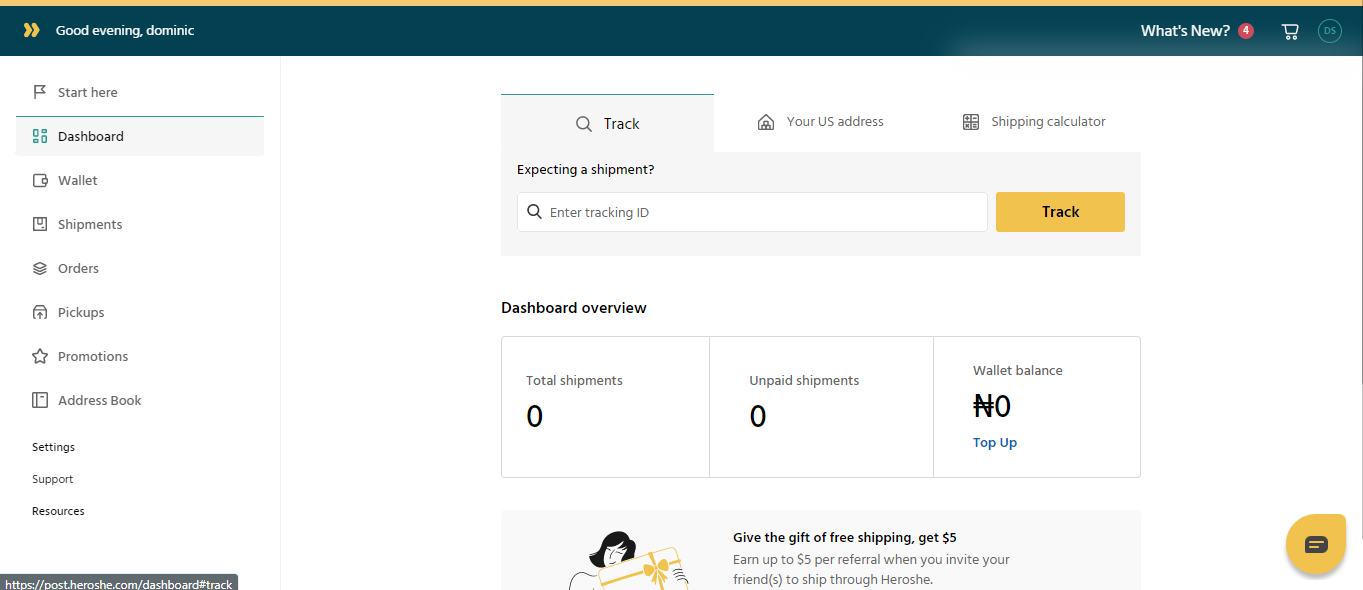 Good evening, dominic
What's New? 4
DS
Start here
Dashboard
Wallet
Shipments
Orders
Pickups
Promotions
Address Book
Settings
Support
Resources
Track
Your US address
Shipping calculator
Expecting a shipment?
Enter tracking ID
Track
Dashboard overview
Total shipments
0
Unpaid shipments
0
Wallet balance
₦0
Top Up
Give the gift of free shipping, get $5
Earn up to $5 per referral when you invite your
friend(s) to ship through Heroshe.
https://post.heroshe.com/dashboard#track